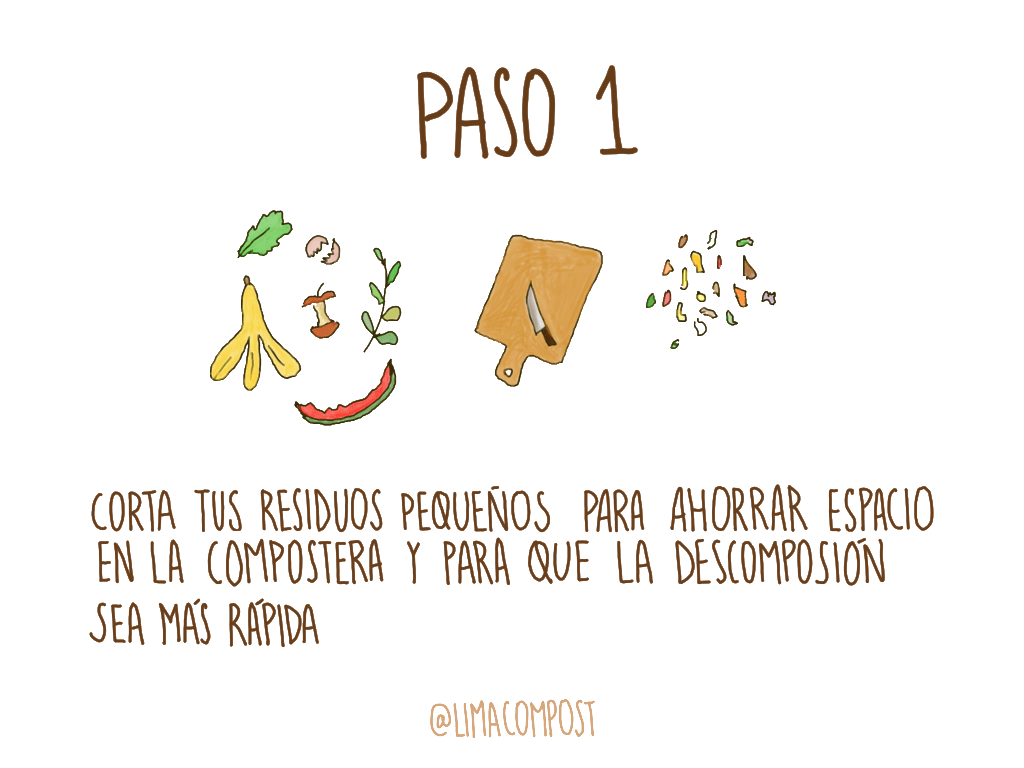 PASO 1
CORTA TUS RESIDUOS PEQUEÑOS PARA AHORRAR ESPACIO
EN LA COMPOSTERA Y PARA QUE LA DESCOMPOSIÓN
SEA MÁS RÁPIDA
@LIMACOMPOST